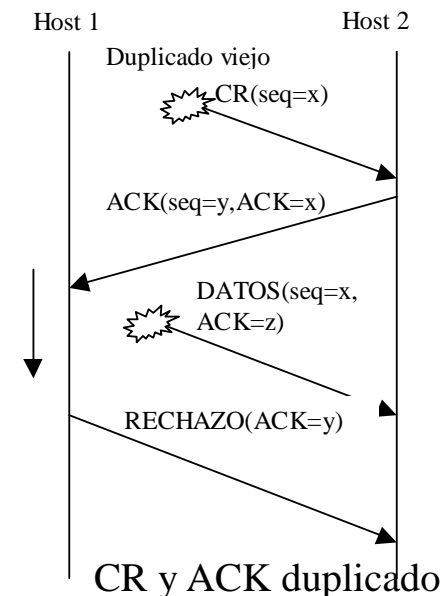 Host 1
Host 2
Duplicado viejo
CR(seq=x)
ACK(seq=y,ACK=x)
DATOS(seq=x,
ACK=z)
RECHAZO(ACK=y)
CR y ACK duplicado